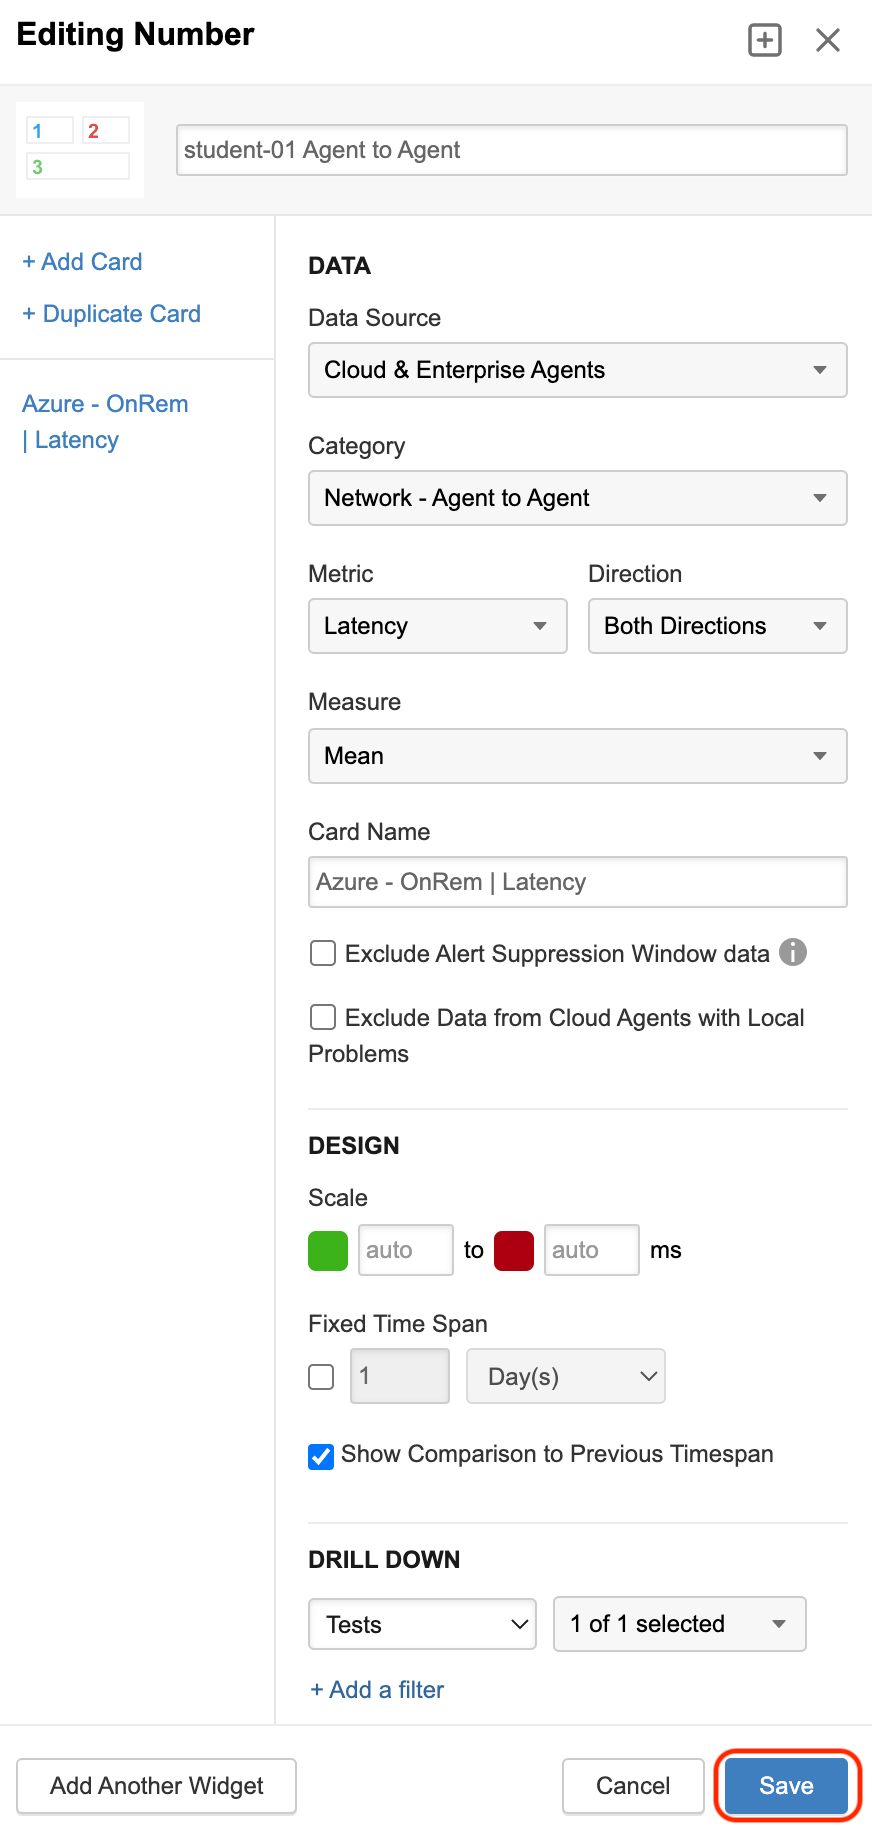 Editing Number
1 2
3
student-01 Agent to Agent
+ Add Card
+ Duplicate Card
Azure - OnRem
| Latency
DATA
Data Source
Cloud & Enterprise Agents
Category
Network - Agent to Agent
Metric Direction
Latency Both Directions
Measure
Mean
Card Name
Azure - OnRem | Latency
Exclude Alert Suppression Window data i
Exclude Data from Cloud Agents with Local
Problems
DESIGN
Scale
auto to auto ms
Fixed Time Span
1 Day(s)
Show Comparison to Previous Timespan
DRILL DOWN
Tests 1 of 1 selected
+ Add a filter
Add Another Widget Cancel Save